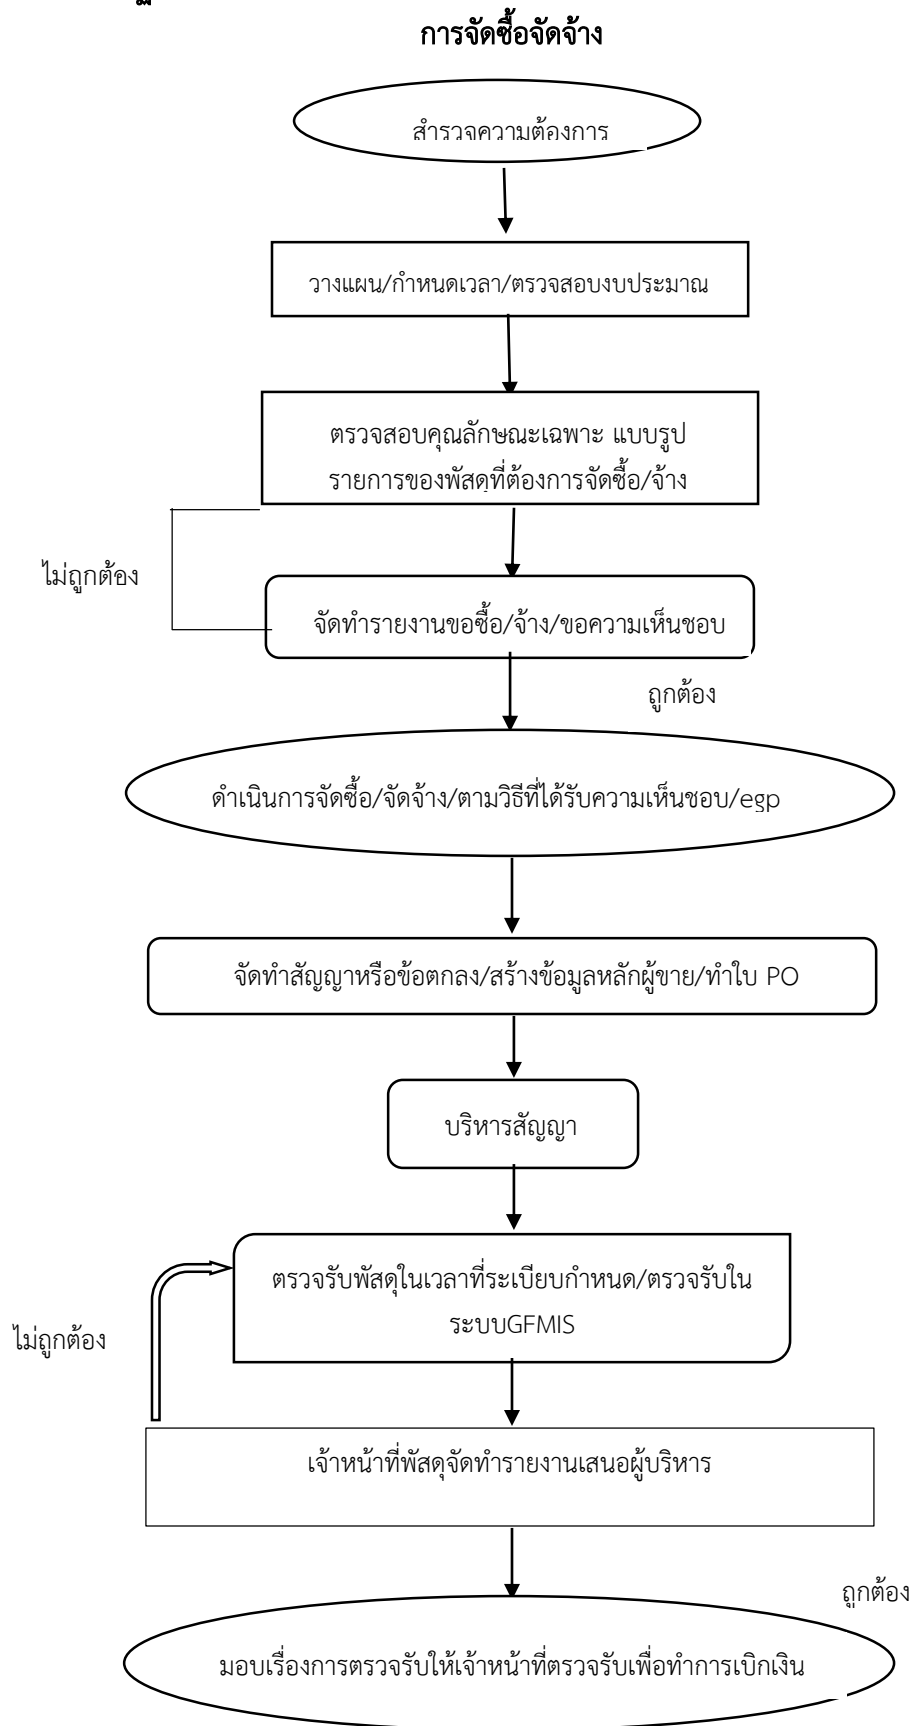 การจัดซื้อจัดจ้าง
สำรวจความต้องการ
วางแผน/กำหนดเวลา/ตรวจสอบงบประมาณ
ตรวจสอบคุณลักษณะเฉพาะ แบบรูป
รายการของพัสดุที่ต้องการจัดซื้อ/จ้าง
ไม่ถูกต้อง
จัดทำรายงานขอซื้อ/จ้าง/ขอความเห็นชอบ
ถูกต้อง
ดำเนินการจัดซื้อ/จัดจ้าง/ตามวิธีที่ได้รับความเห็นชอบ/egp
จัดทำสัญญาหรือข้อตกลง/สร้างข้อมูลหลักผู้ขาย/ทำใบ PO
บริหารสัญญา
ตรวจรับพัสดุในเวลาที่ระเบียบกำหนด/ตรวจรับใน
ระบบGFMIS
ไม่ถูกต้อง
เจ้าหน้าที่พัสดุจัดทำรายงานเสนอผู้บริหาร
ถูกต้อง
มอบเรื่องการตรวจรับให้เจ้าหน้าที่ตรวจรับเพื่อทำการเบิกเงิน